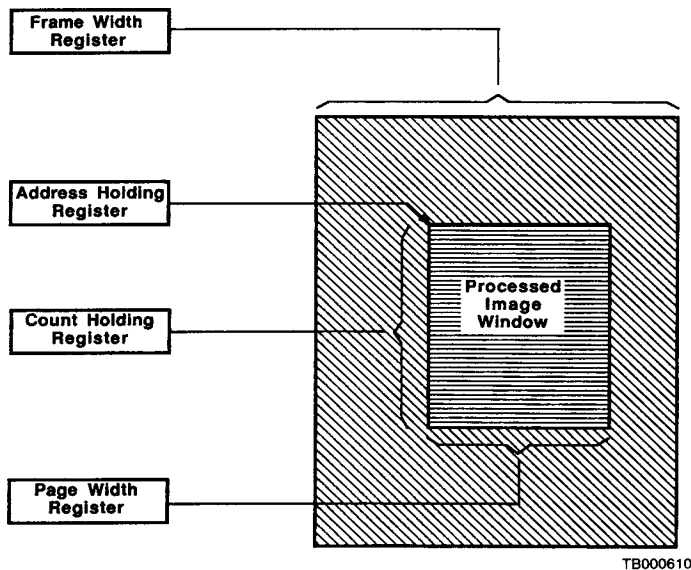 Frame Width
Register
Address Holding
Register
Processed
Image
Window
Count Holding
Register
Page Width
Register
TB000610